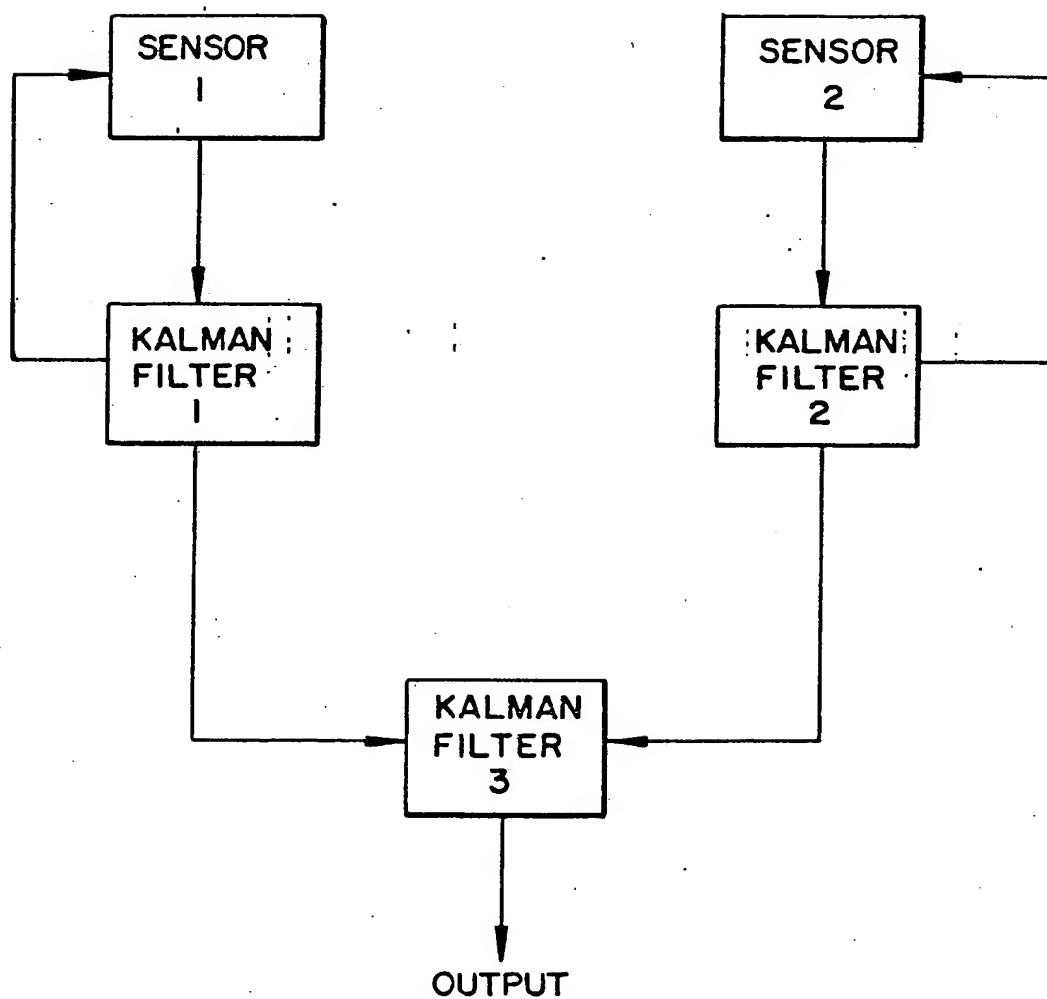 SENSOR
1
SENSOR
2
KALMAN
FILTER
1
KALMAN
FILTER
2
KALMAN
FILTER
3
OUTPUT